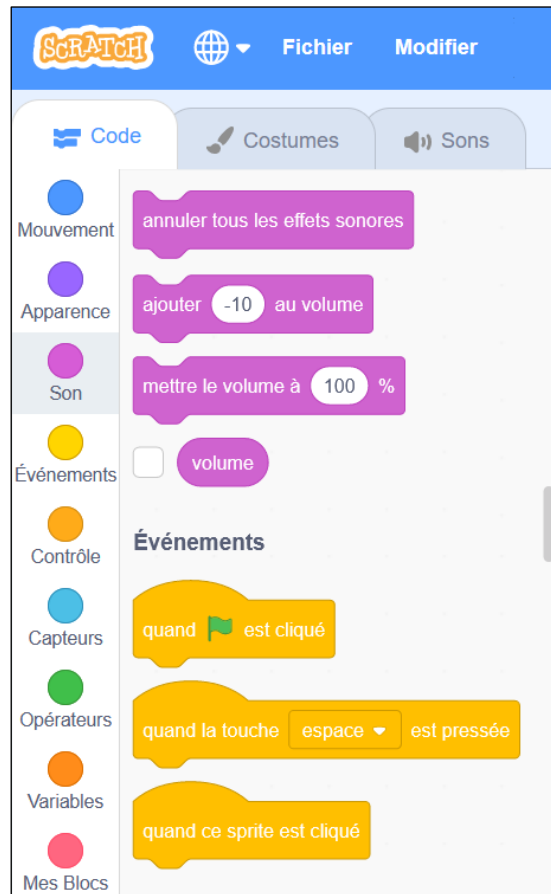 SCRATCH Fichier Modifier
Code Costumes Sons
Mouvement
Apparence
Son
Événements
Contrôle
Capteurs
Opérateurs
Variables
Mes Blocs
annuler tous les effets sonores
ajouter -10 au volume
mettre le volume à 100 %
volume
Événements
quand est cliqué
quand la touche espace est pressée
quand ce sprite est cliqué